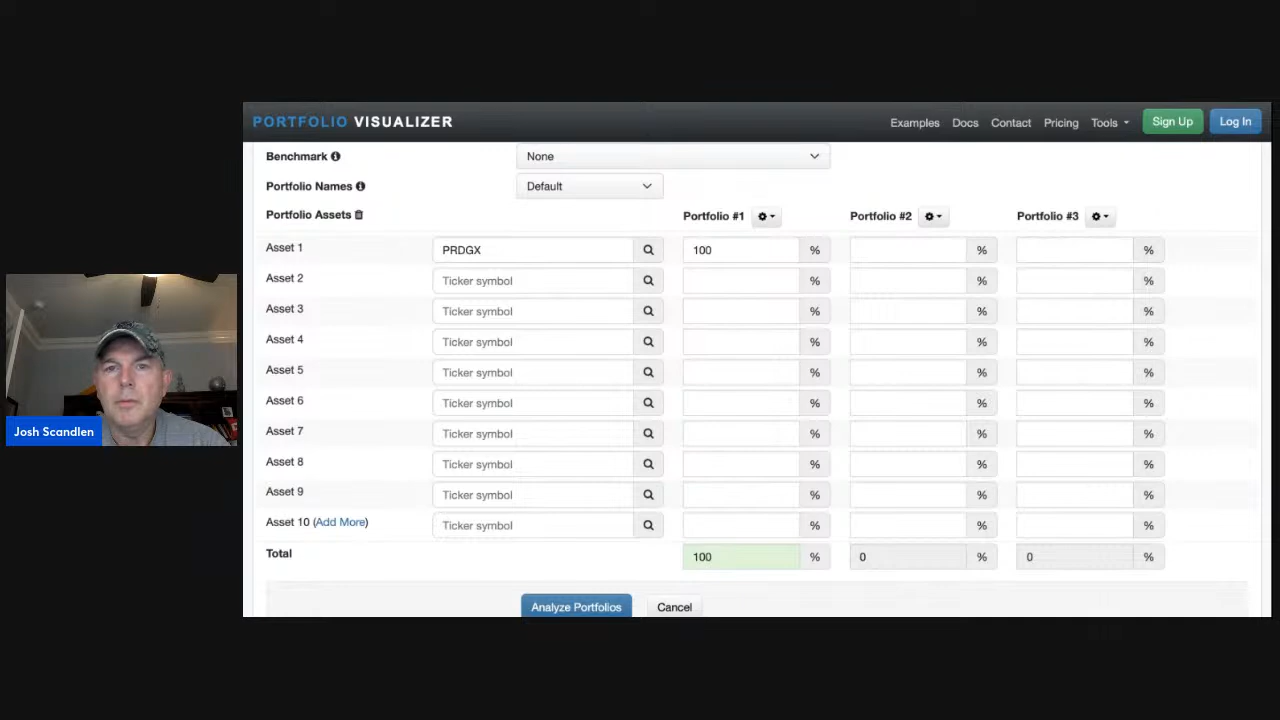 PORTFOLIO VISUALIZER Examples Docs Contact Pricing Tools Sign Up Log In
Benchmark None
Portfolio Names Default
Portfolio Assets Portfolio #1 Portfolio #2 Portfolio #3
Asset 1 PRDGX 100 % % %
Asset 2 Ticker symbol % % %
Asset 3 Ticker symbol % % %
Asset 4 Ticker symbol % % %
Asset 5 Ticker symbol % % %
Asset 6 Ticker symbol % % %
Asset 7 Ticker symbol % % %
Asset 8 Ticker symbol % % %
Asset 9 Ticker symbol % % %
Asset 10 (Add More) Ticker symbol % % %
Total 100 % 0 % 0 %
Analyze Portfolios Cancel
Josh Scandlen